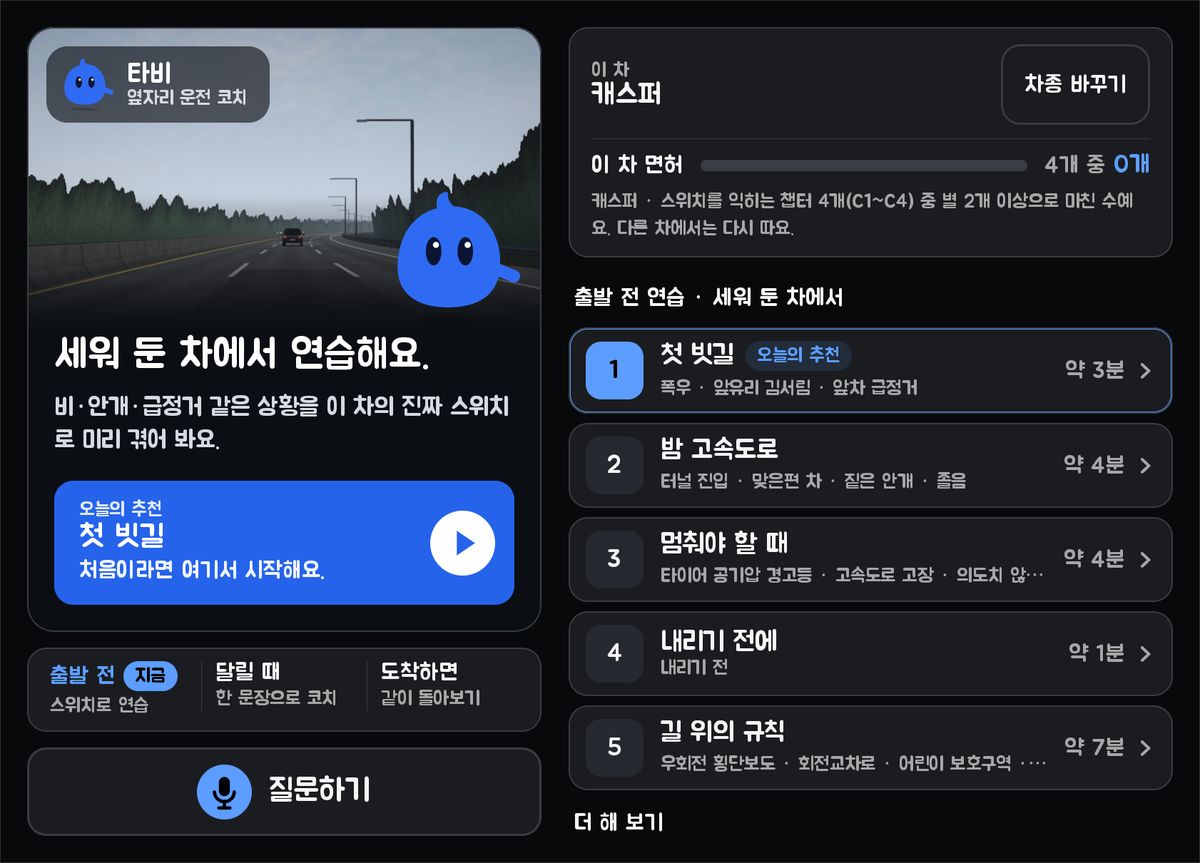 타비
옆자리 운전 코치
세워 둔 차에서 연습해요.
비·안개·급정거 같은 상황을 이 차의 진짜 스위치
로 미리 겪어 봐요.
오늘의 추천
첫 빗길
처음이라면 여기서 시작해요.
출발 전 지금
스위치로 연습
달릴 때
한 문장으로 코치
도착하면
같이 돌아보기
질문하기
이 차
캐스퍼
차종 바꾸기
이 차 면허
4개 중 0개
캐스퍼 · 스위치를 익히는 챕터 4개(C1~C4) 중 별 2개 이상으로 마친 수예
요. 다른 차에서는 다시 따요.
출발 전 연습 · 세워 둔 차에서
1
첫 빗길 오늘의 추천
폭우 · 앞유리 김서림 · 앞차 급정거
약 3분
2
밤 고속도로
터널 진입 · 맞은편 차 · 짙은 안개 · 졸음
약 4분
3
멈춰야 할 때
타이어 공기압 경고등 · 고속도로 고장 · 의도치 않…
약 4분
4
내리기 전에
내리기 전
약 1분
5
길 위의 규칙
우회전 횡단보도 · 회전교차로 · 어린이 보호구역 ·…
약 7분
더 해 보기